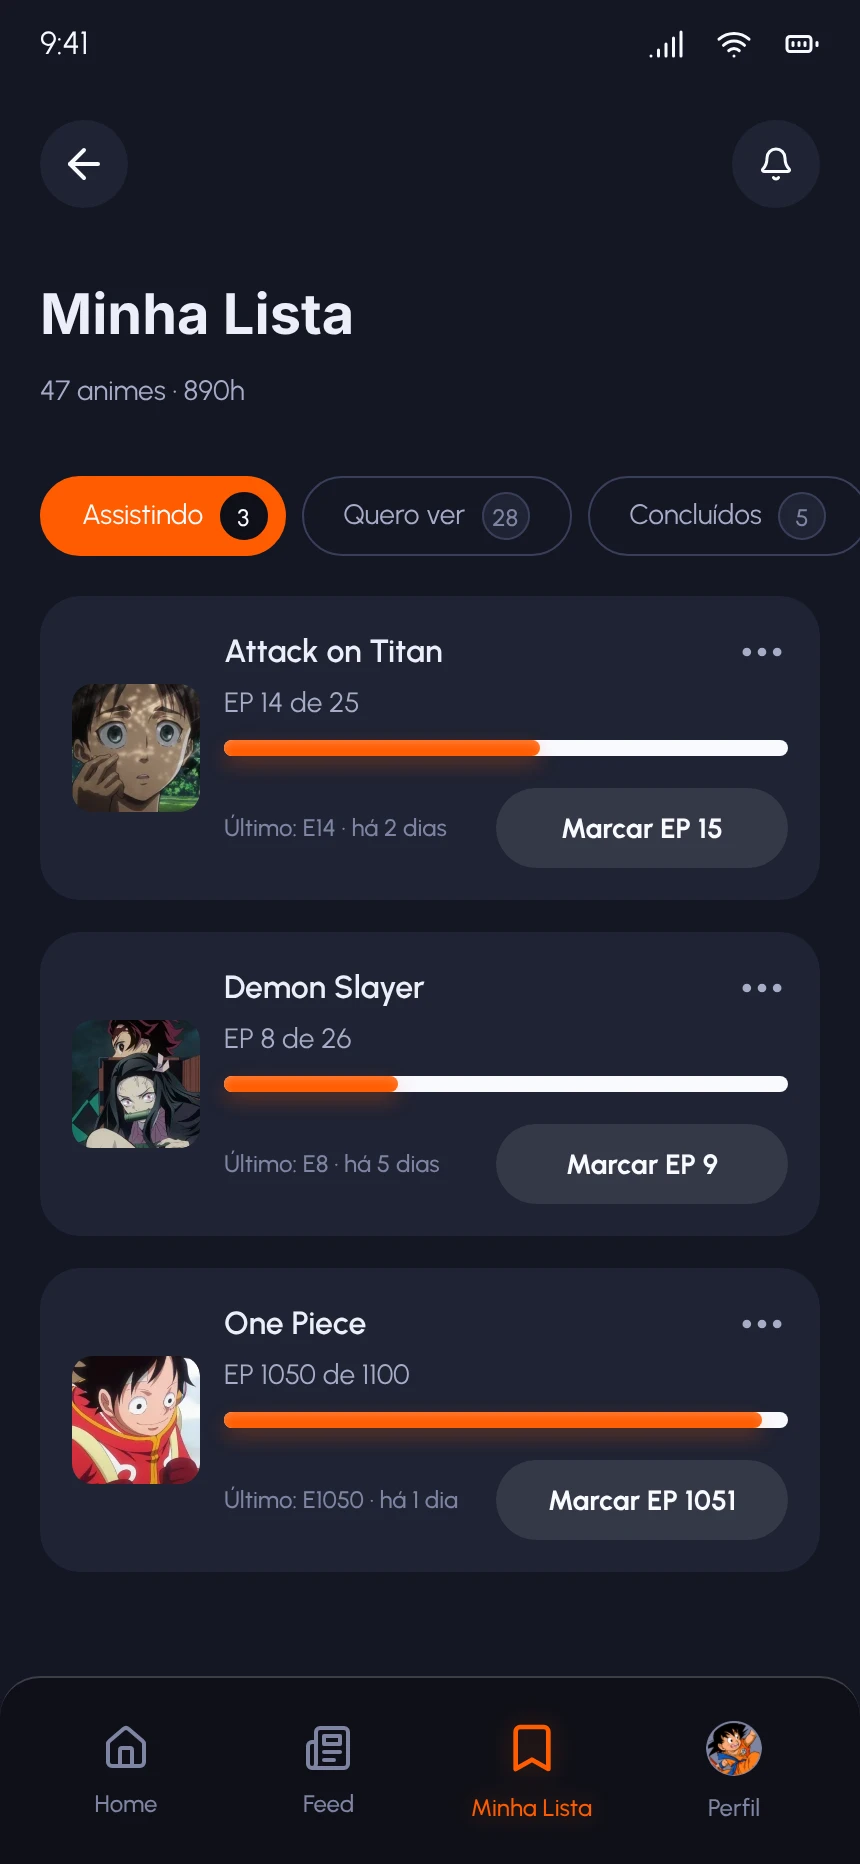 9:41
Minha Lista
47 animes · 890h
Assistindo 3 Quero ver 28 Concluídos 5
Attack on Titan
EP 14 de 25
Último: E14 · há 2 dias Marcar EP 15
Demon Slayer
EP 8 de 26
Último: E8 · há 5 dias Marcar EP 9
One Piece
EP 1050 de 1100
Último: E1050 · há 1 dia Marcar EP 1051
Home Feed Minha Lista Perfil